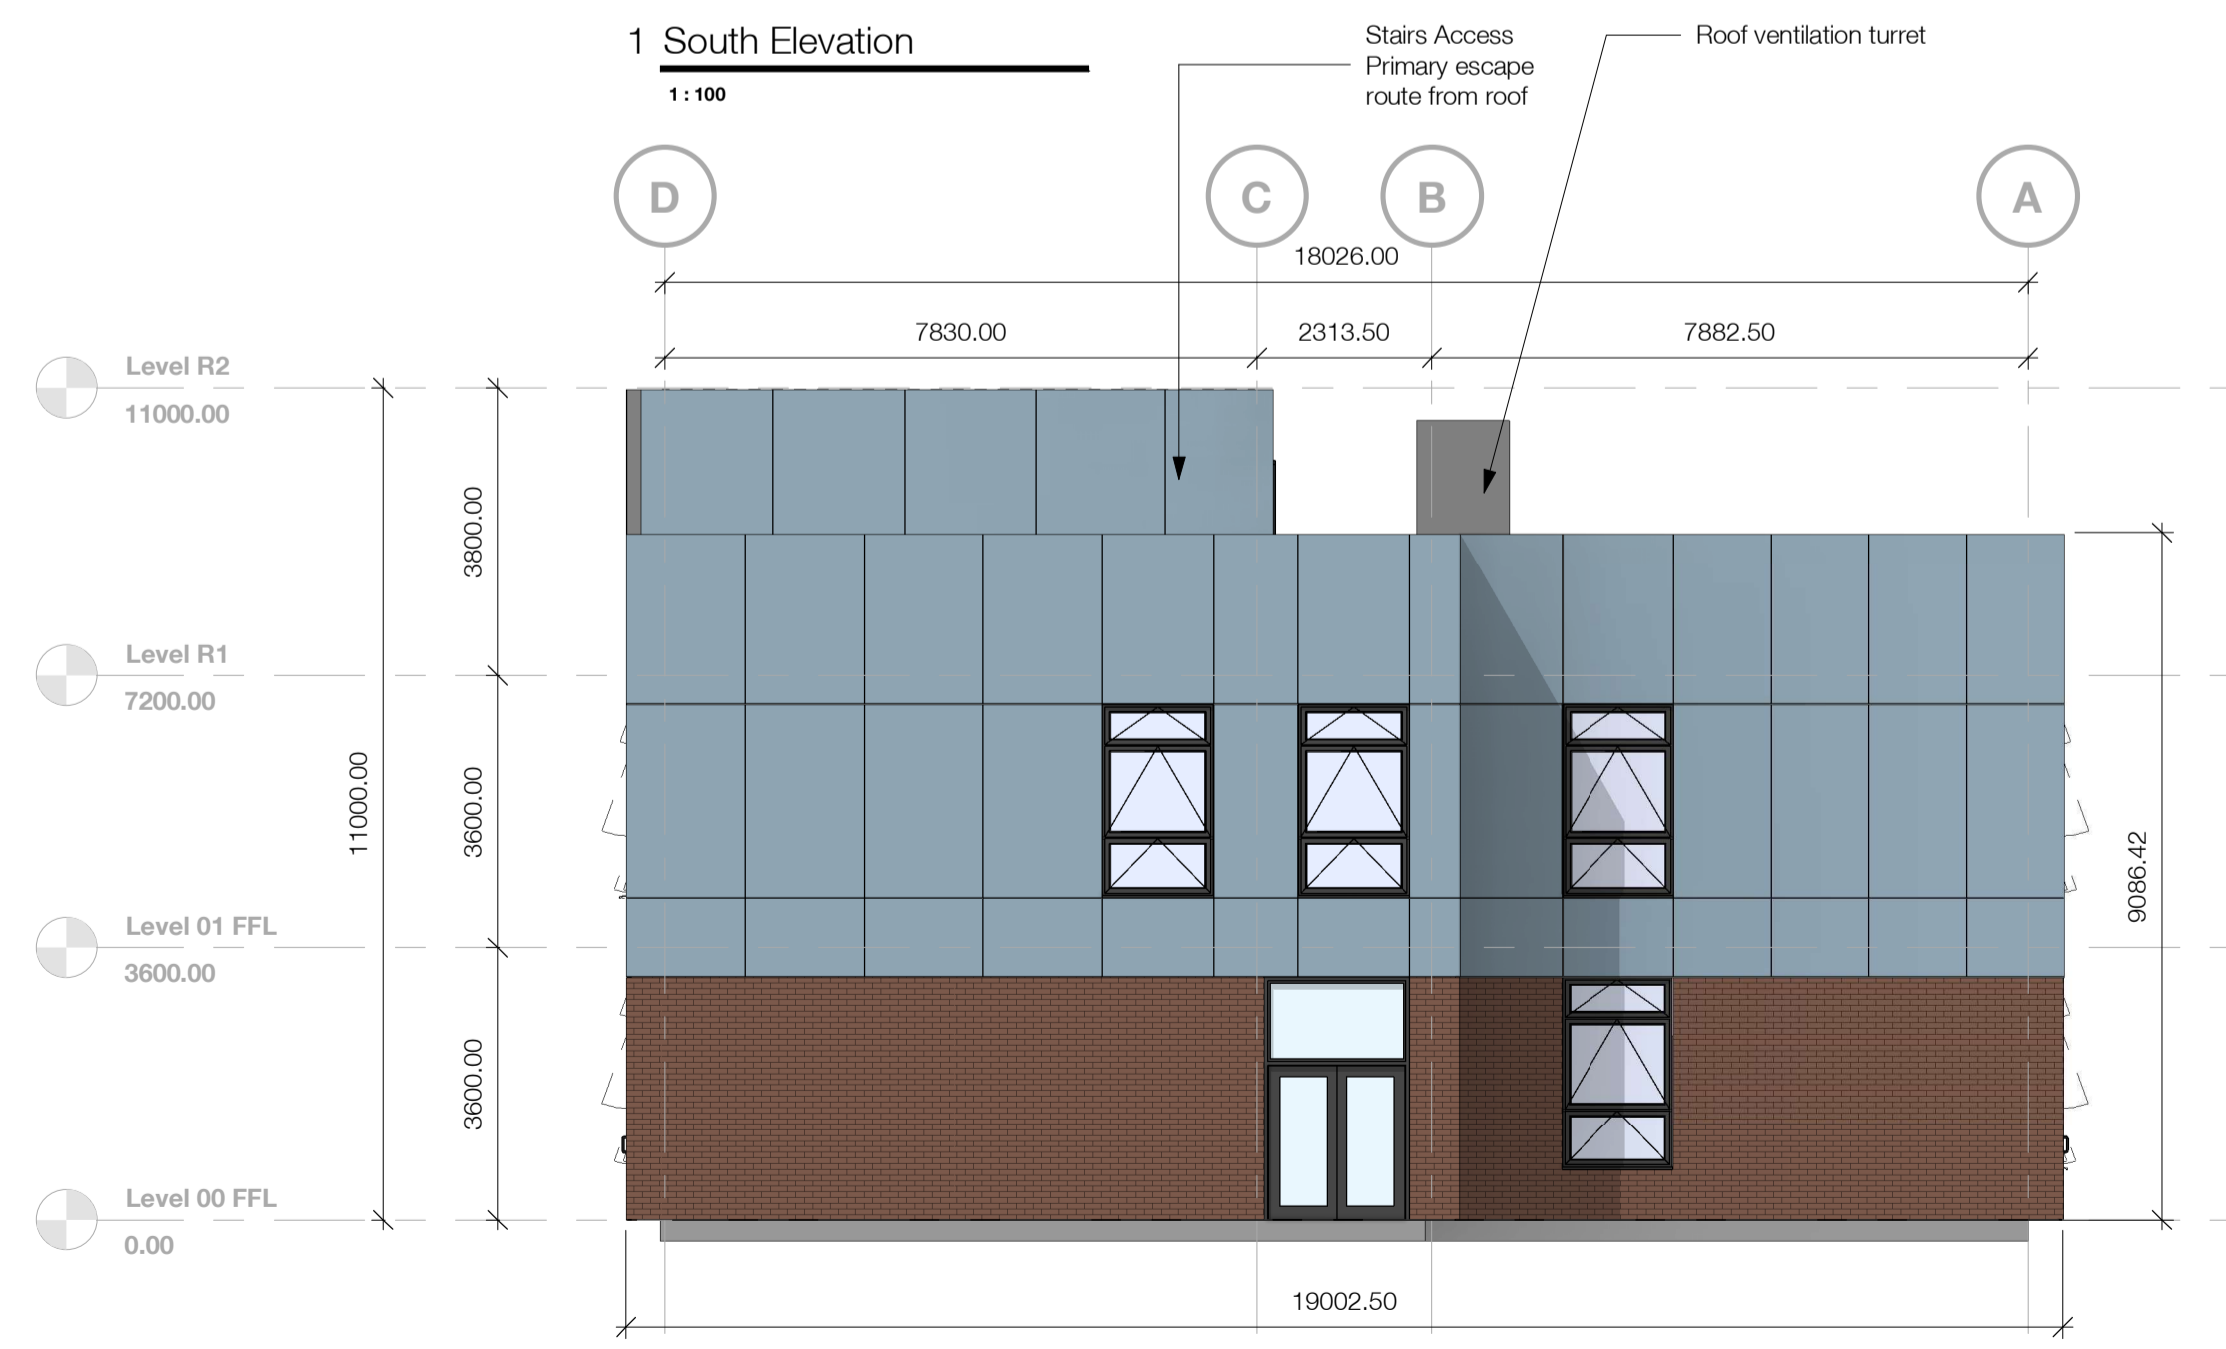 1 South Elevation
1 : 100
Stairs Access
Primary escape
route from roof
Roof ventilation turret
D
C
B
A
18026.00
7830.00
2313.50
7882.50
Level R2
11000.00
Level R1
7200.00
Level 01 FFL
3600.00
Level 00 FFL
0.00
11000.00
3800.00
3600.00
3600.00
9086.42
19002.50